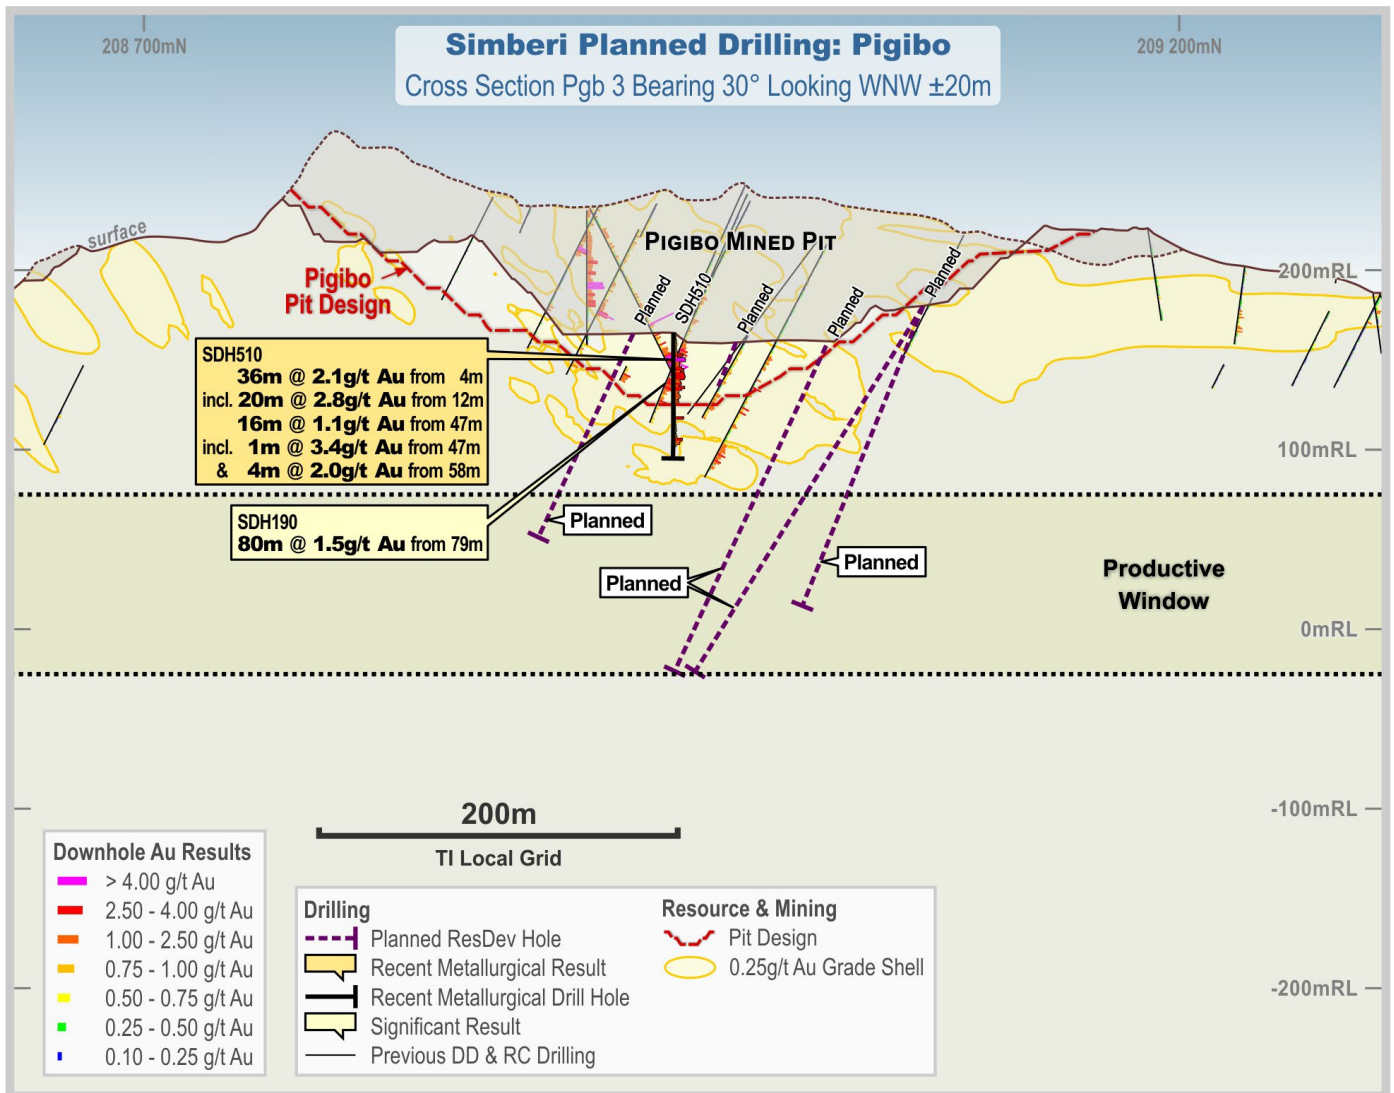 Simberi Planned Drilling: Pigibo
Cross Section Pgb 3 Bearing 30° Looking WNW ±20m
208 700mN
209 200mN
surface
PIGIBO MINED PIT
Pigibo
Pit Design
Planned
SDH510
Planned
Planned
Planned
200mRL
100mRL
0mRL
-100mRL
-200mRL
SDH510
36m @ 2.1g/t Au from 4m
incl. 20m @ 2.8g/t Au from 12m
16m @ 1.1g/t Au from 47m
incl. 1m @ 3.4g/t Au from 47m
& 4m @ 2.0g/t Au from 58m
SDH190
80m @ 1.5g/t Au from 79m
Planned
Planned
Planned
Productive
Window
200m
TI Local Grid
Downhole Au Results
> 4.00 g/t Au
2.50 - 4.00 g/t Au
1.00 - 2.50 g/t Au
0.75 - 1.00 g/t Au
0.50 - 0.75 g/t Au
0.25 - 0.50 g/t Au
0.10 - 0.25 g/t Au
Drilling
Planned ResDev Hole
Recent Metallurgical Result
Recent Metallurgical Drill Hole
Significant Result
Previous DD & RC Drilling
Resource & Mining
Pit Design
0.25g/t Au Grade Shell